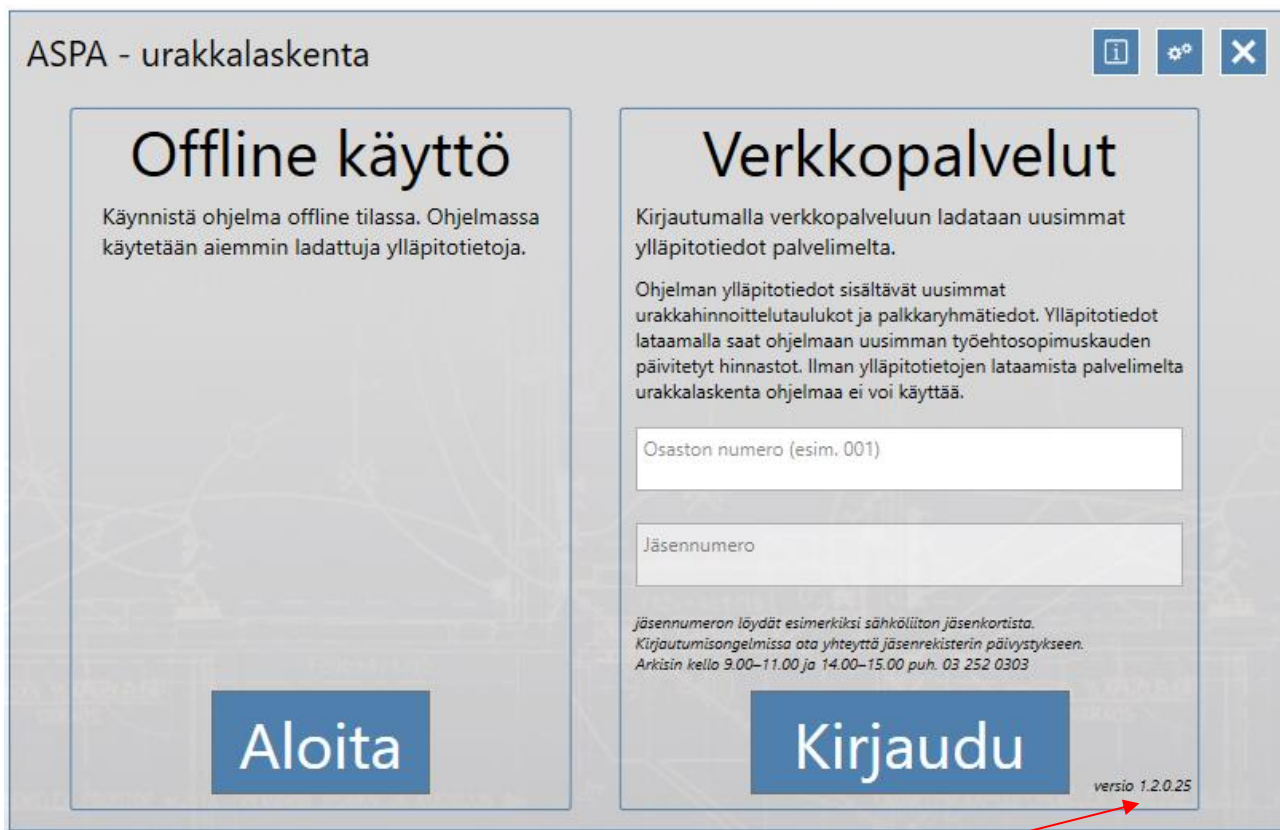 ASPA - urakkalaskenta
Offline käyttö
Käynnistä ohjelma offline tilassa. Ohjelmassa
käytetään aiemmin ladattuja ylläpitotietoja.
Aloita
Verkkopalvelut
Kirjautumalla verkkopalveluun ladataan uusimmat
ylläpitotiedot palvelimelta.
Ohjelman ylläpitotiedot sisältävät uusimmat
urakkahinnoittelutaulukot ja palkkaryhmätiedot. Ylläpitotiedot
lataamalla saat ohjelmaan uusimman työehtosopimuskauden
päivitetyt hinnastot. Ilman ylläpitotietojen lataamista palvelimelta
urakkalaskenta ohjelmaa ei voi käyttää.
Osaston numero (esim. 001)
Jäsennumero
jäsennumeron löydät esimerkiksi sähköliiton jäsenkortista.
Kirjautumisongelmissa ota yhteyttä jäsenrekisterin päivystykseen.
Arkisin kello 9.00–11.00 ja 14.00–15.00 puh. 03 252 0303
Kirjaudu
versio 1.2.0.25